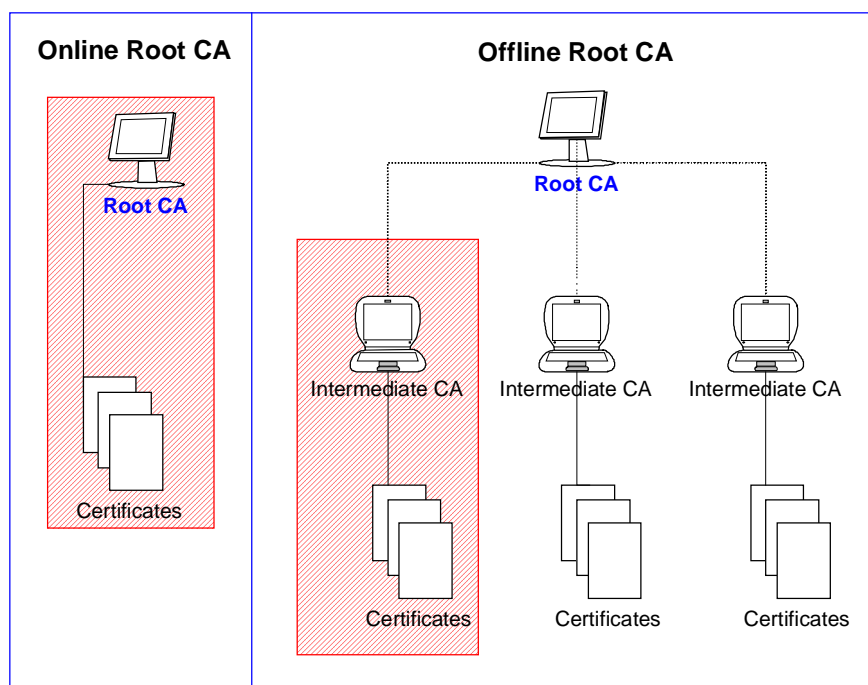 Online Root CA
Root CA
Certificates
Offline Root CA
Root CA
Intermediate CA
Intermediate CA
Intermediate CA
Certificates
Certificates
Certificates